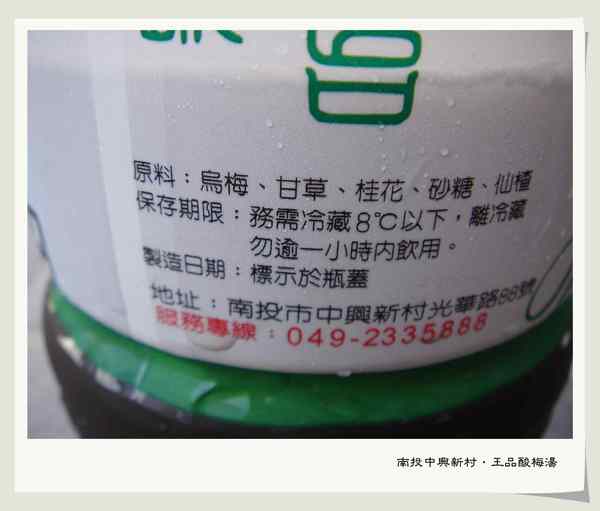 原料：烏梅、甘草、桂花、砂糖、仙楂
保存期限：務需冷藏8℃以下，離冷藏
勿逾一小時內飲用。
製造日期：標示於瓶蓋
地址：南投市中興新村光華路88號
服務專線：049-2335888
南投中興新村・王品酸梅湯